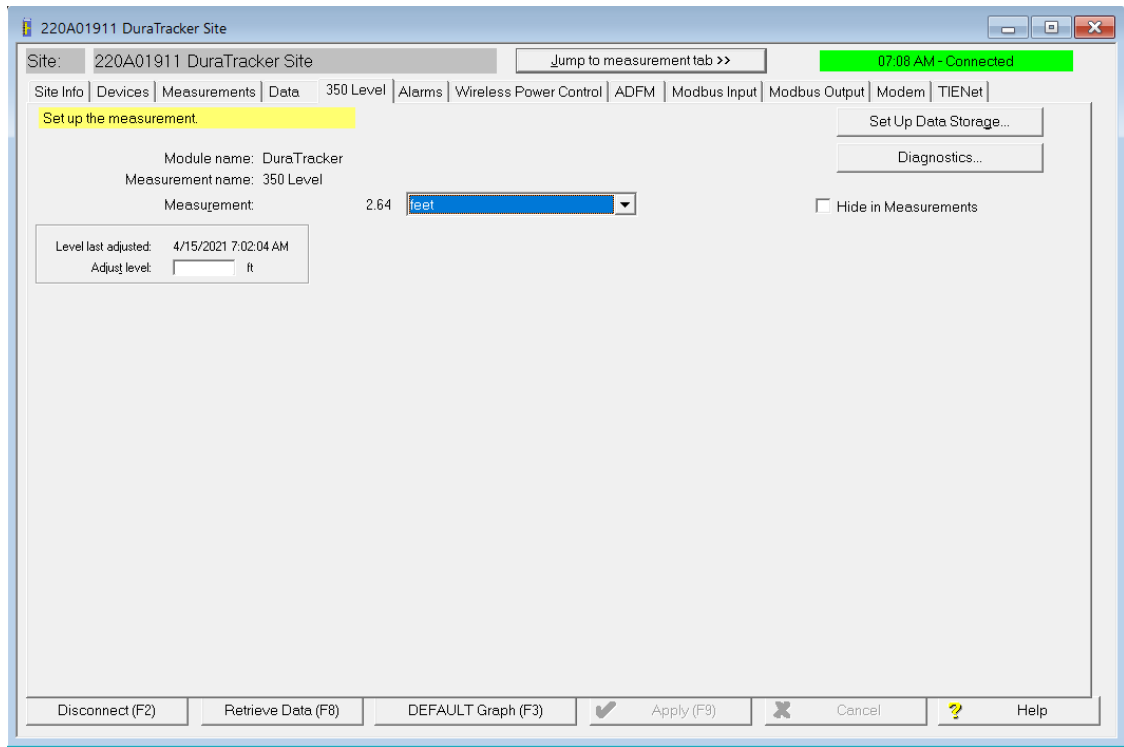 220A01911 DuraTracker Site
Site: 220A01911 DuraTracker Site Jump to measurement tab >> 07:08 AM - Connected
Site Info Devices Measurements Data 350 Level Alarms Wireless Power Control ADFM Modbus Input Modbus Output Modem TIENet
Set up the measurement. Set Up Data Storage...
Module name: DuraTracker Diagnostics...
Measurement name: 350 Level
Measurement: 2.64 feet Hide in Measurements
Level last adjusted: 4/15/2021 7:02:04 AM
Adjust level: ft
Disconnect (F2) Retrieve Data (F8) DEFAULT Graph (F3) Apply (F9) Cancel ? Help